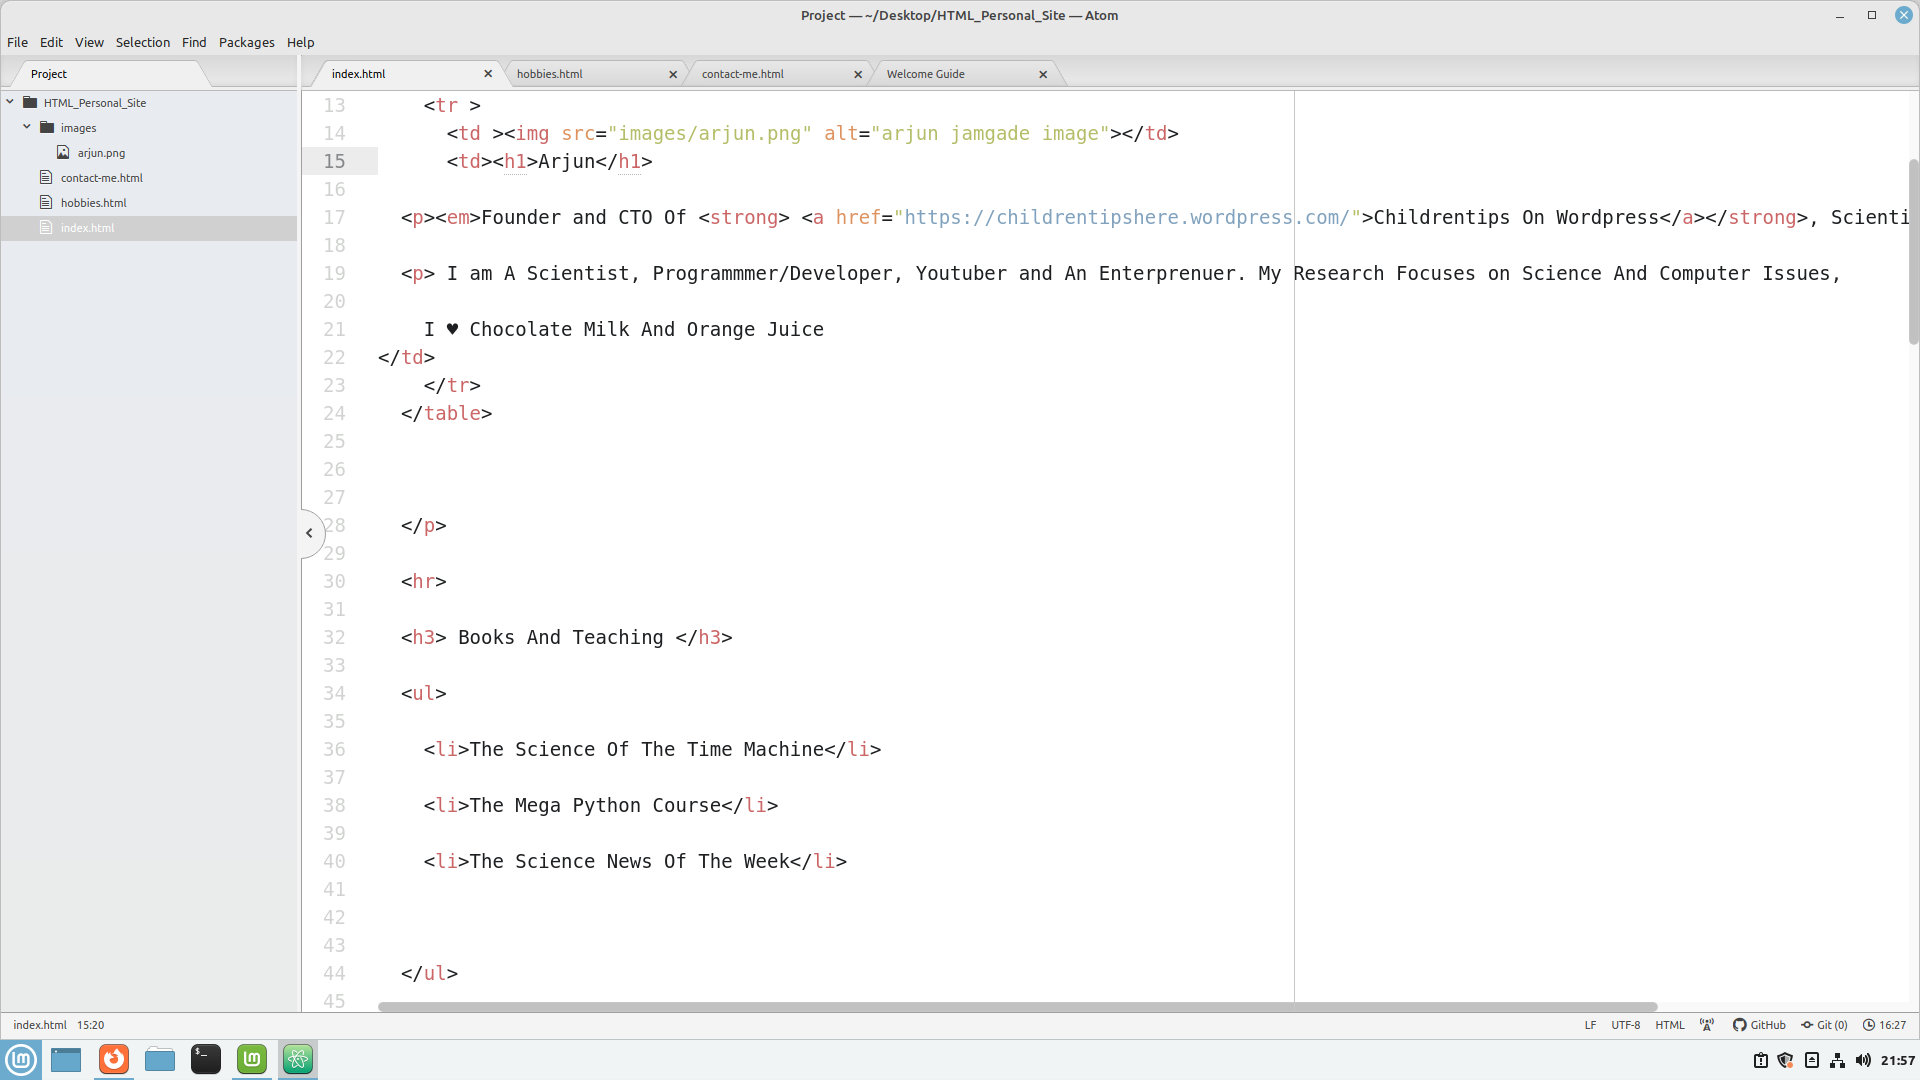 Project — ~/Desktop/HTML_Personal_Site — Atom
File Edit View Selection Find Packages Help
Project
index.html
hobbies.html
contact-me.html
Welcome Guide
HTML_Personal_Site
images
arjun.png
contact-me.html
hobbies.html
index.html
13 <tr >
14 <td ><img src="images/arjun.png" alt="arjun jamgade image"></td>
15 <td><h1>Arjun</h1>
16
17 <p><em>Founder and CTO Of <strong> <a href="https://childrentipshere.wordpress.com/">Childrentips On Wordpress</a></strong>, Scienti
18
19 <p> I am A Scientist, Programmmer/Developer, Youtuber and An Enterprenuer. My Research Focuses on Science And Computer Issues,
20
21 I ♥ Chocolate Milk And Orange Juice
22 </td>
23 </tr>
24 </table>
25
26
27
28 </p>
29
30 <hr>
31
32 <h3> Books And Teaching </h3>
33
34 <ul>
35
36 <li>The Science Of The Time Machine</li>
37
38 <li>The Mega Python Course</li>
39
40 <li>The Science News Of The Week</li>
41
42
43
44 </ul>
45
index.html 15:20
LF UTF-8 HTML GitHub Git (0) 16:27
21:57